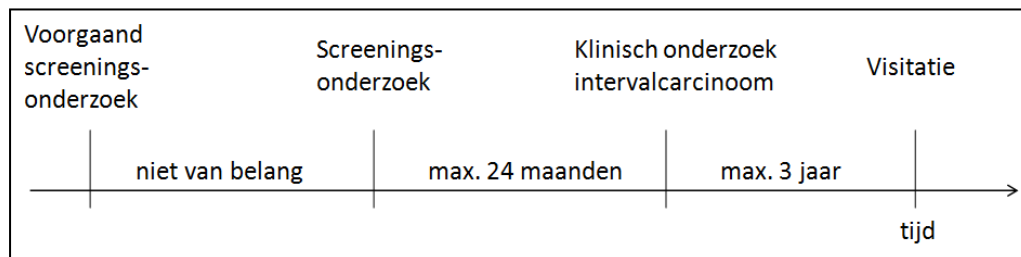 Voorgaand
screenings-
onderzoek
Screenings-
onderzoek
Klinisch onderzoek
intervalcarcinoom
Visitatie
niet van belang
max. 24 maanden
max. 3 jaar
tijd